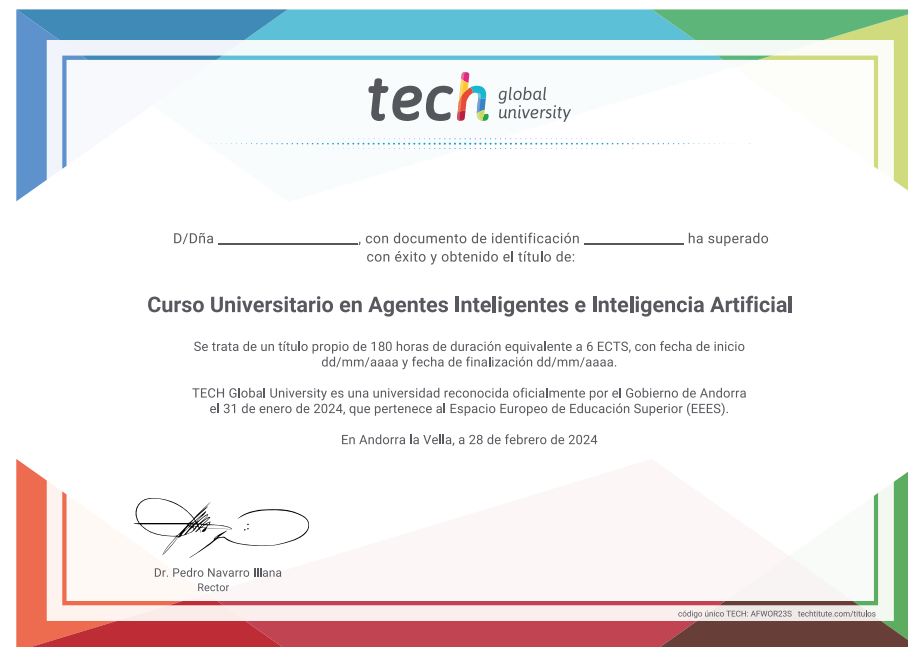 tech global university
D/Dña ______________, con documento de identificación __________ ha superado
con éxito y obtenido el título de:
Curso Universitario en Agentes Inteligentes e Inteligencia Artificial
Se trata de un título propio de 180 horas de duración equivalente a 6 ECTS, con fecha de inicio
dd/mm/aaaa y fecha de finalización dd/mm/aaaa.
TECH Global University es una universidad reconocida oficialmente por el Gobierno de Andorra
el 31 de enero de 2024, que pertenece al Espacio Europeo de Educación Superior (EEES).
En Andorra la Vella, a 28 de febrero de 2024
Dr. Pedro Navarro Illana
Rector
código único TECH: AFWOR23S techtitute.com/titulos